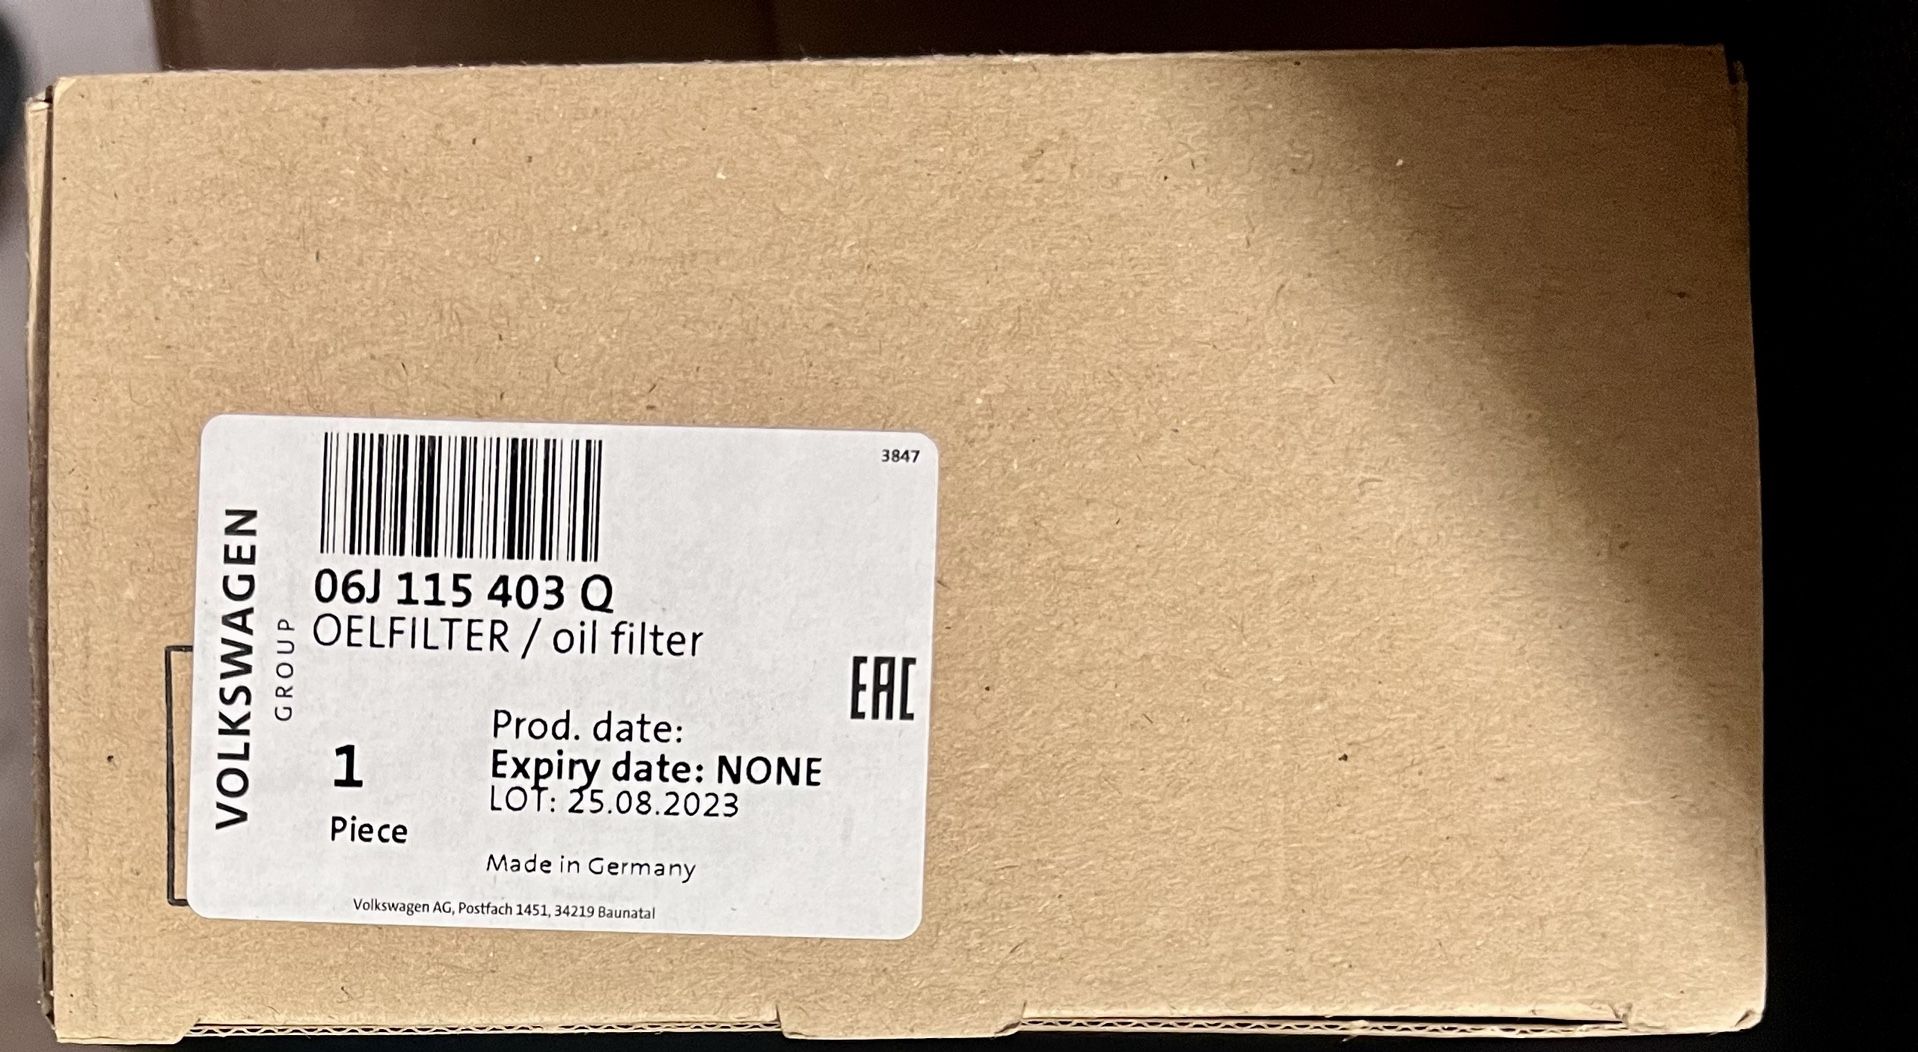 3847
VOLKSWAGEN
GROUP
06J 115 403 Q
OELFILTER / oil filter
EAC
1
Piece
Prod. date:
Expiry date: NONE
LOT: 25.08.2023
Made in Germany
Volkswagen AG, Postfach 1451, 34219 Baunatal